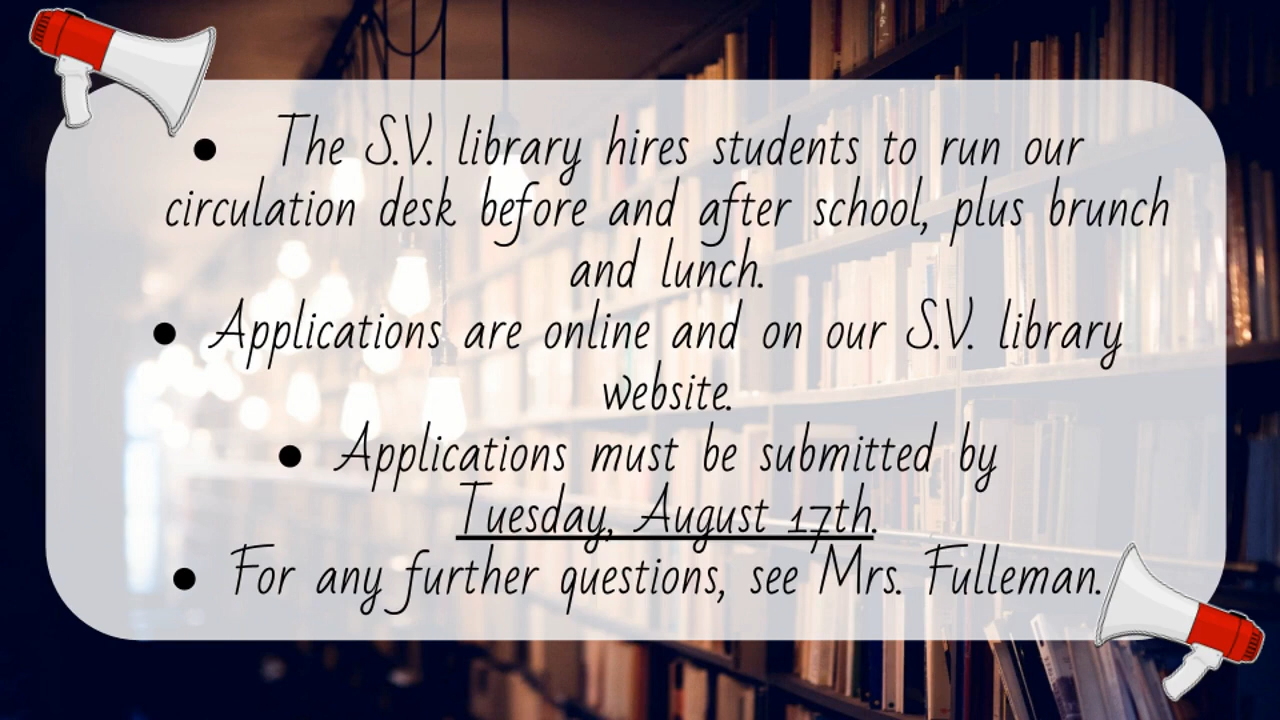 • The S.V. library hires students to run our
circulation desk before and after school, plus brunch
and lunch.
• Applications are online and on our S.V. library
website.
• Applications must be submitted by
Tuesday, August 17th.
• For any further questions, see Mrs. Fulleman.